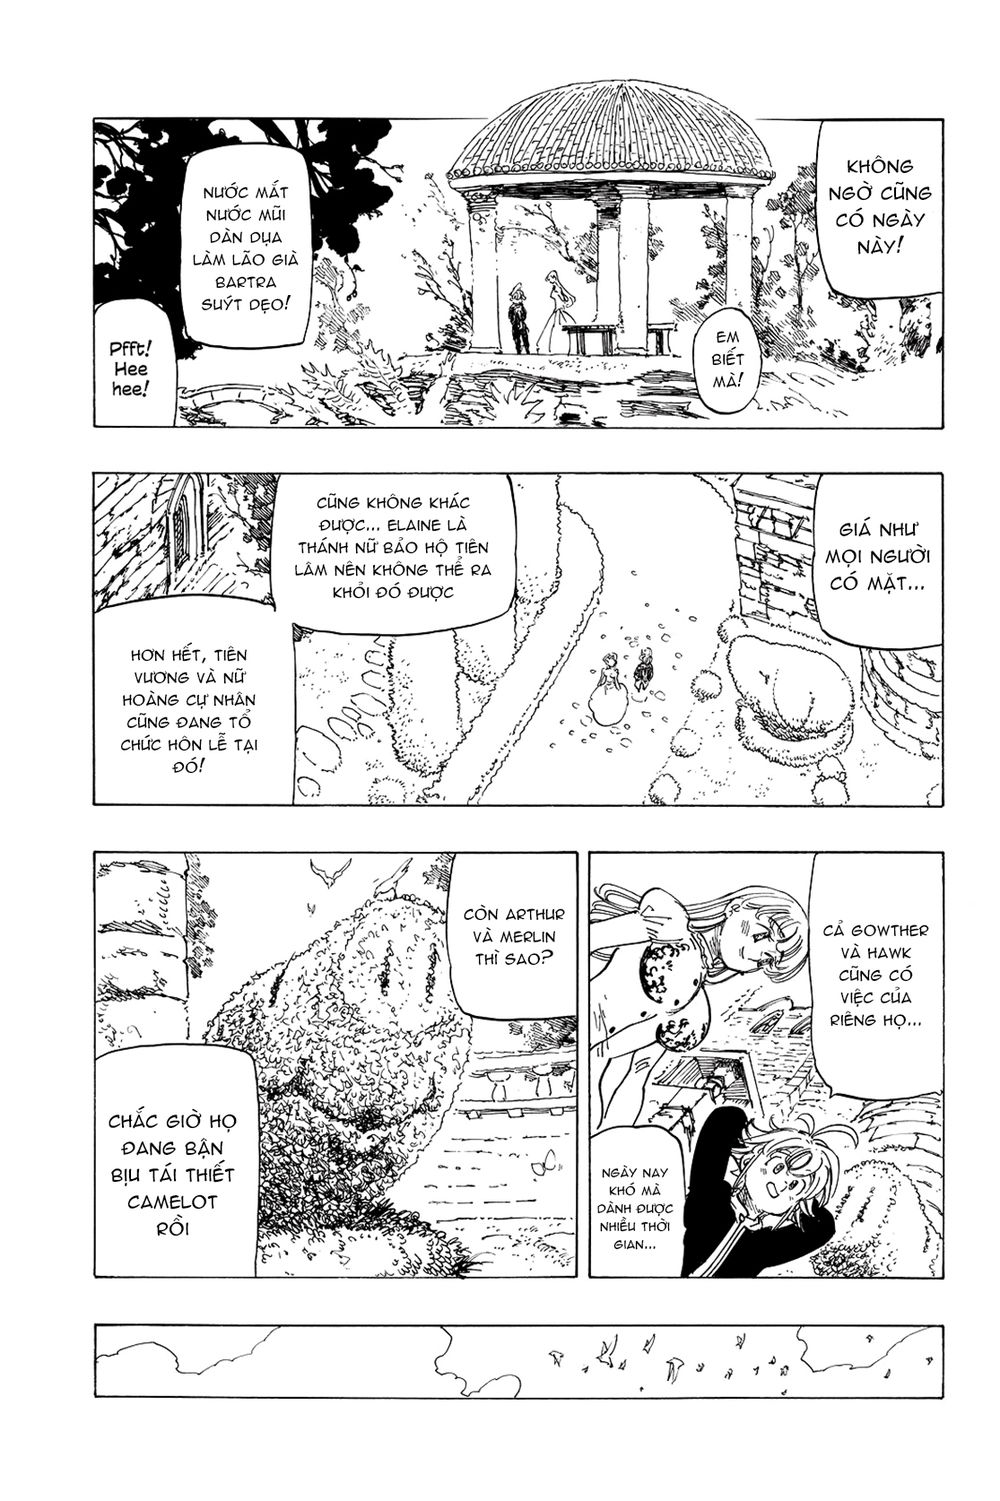 KHÔNG
NGỜ CŨNG
CÓ NGÀY
NÀY!
EM
BIẾT
MÀ!
NƯỚC MẮT
NƯỚC MŨI
DÀN DỤA
LÀM LÃO GIÀ
BARTRA
SUÝT DẸO!
Pfft!
Hee
hee!
GIÁ NHƯ
MỌI NGƯỜI
CÓ MẶT...
CŨNG KHÔNG KHÁC
ĐƯỢC... ELAINE LÀ
THÁNH NỮ BẢO HỘ TIÊN
LÂM NÊN KHÔNG THỂ RA
KHỎI ĐÓ ĐƯỢC
HƠN HẾT, TIÊN
VƯƠNG VÀ NỮ
HOÀNG CỰ NHÂN
CŨNG ĐANG TỔ
CHỨC HÔN LỄ TẠI
ĐÓ!
CẢ GOWTHER
VÀ HAWK
CŨNG CÓ
VIỆC CỦA
RIÊNG HỌ...
NGÀY NAY
KHÓ MÀ
DÀNH ĐƯỢC
NHIỀU THỜI
GIAN...
CÒN ARTHUR
VÀ MERLIN
THÌ SAO?
CHẮC GIỜ HỌ
ĐANG BẬN
BỊU TÁI THIẾT
CAMELOT
RỒI